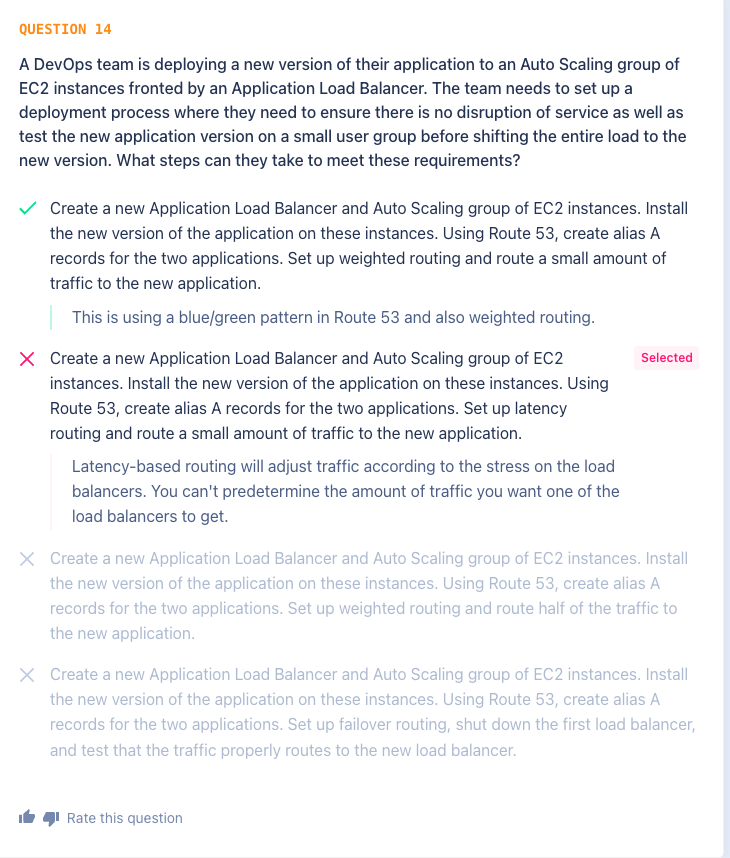 QUESTION 14
A DevOps team is deploying a new version of their application to an Auto Scaling group of
EC2 instances fronted by an Application Load Balancer. The team needs to set up a
deployment process where they need to ensure there is no disruption of service as well as
test the new application version on a small user group before shifting the entire load to the
new version. What steps can they take to meet these requirements?
Create a new Application Load Balancer and Auto Scaling group of EC2 instances. Install
the new version of the application on these instances. Using Route 53, create alias A
records for the two applications. Set up weighted routing and route a small amount of
traffic to the new application.
This is using a blue/green pattern in Route 53 and also weighted routing.
Create a new Application Load Balancer and Auto Scaling group of EC2
instances. Install the new version of the application on these instances. Using
Route 53, create alias A records for the two applications. Set up latency
routing and route a small amount of traffic to the new application.
Selected
Latency-based routing will adjust traffic according to the stress on the load
balancers. You can't predetermine the amount of traffic you want one of the
load balancers to get.
Create a new Application Load Balancer and Auto Scaling group of EC2 instances. Install
the new version of the application on these instances. Using Route 53, create alias A
records for the two applications. Set up weighted routing and route half of the traffic to
the new application.
Create a new Application Load Balancer and Auto Scaling group of EC2 instances. Install
the new version of the application on these instances. Using Route 53, create alias A
records for the two applications. Set up failover routing, shut down the first load balancer,
and test that the traffic properly routes to the new load balancer.
Rate this question